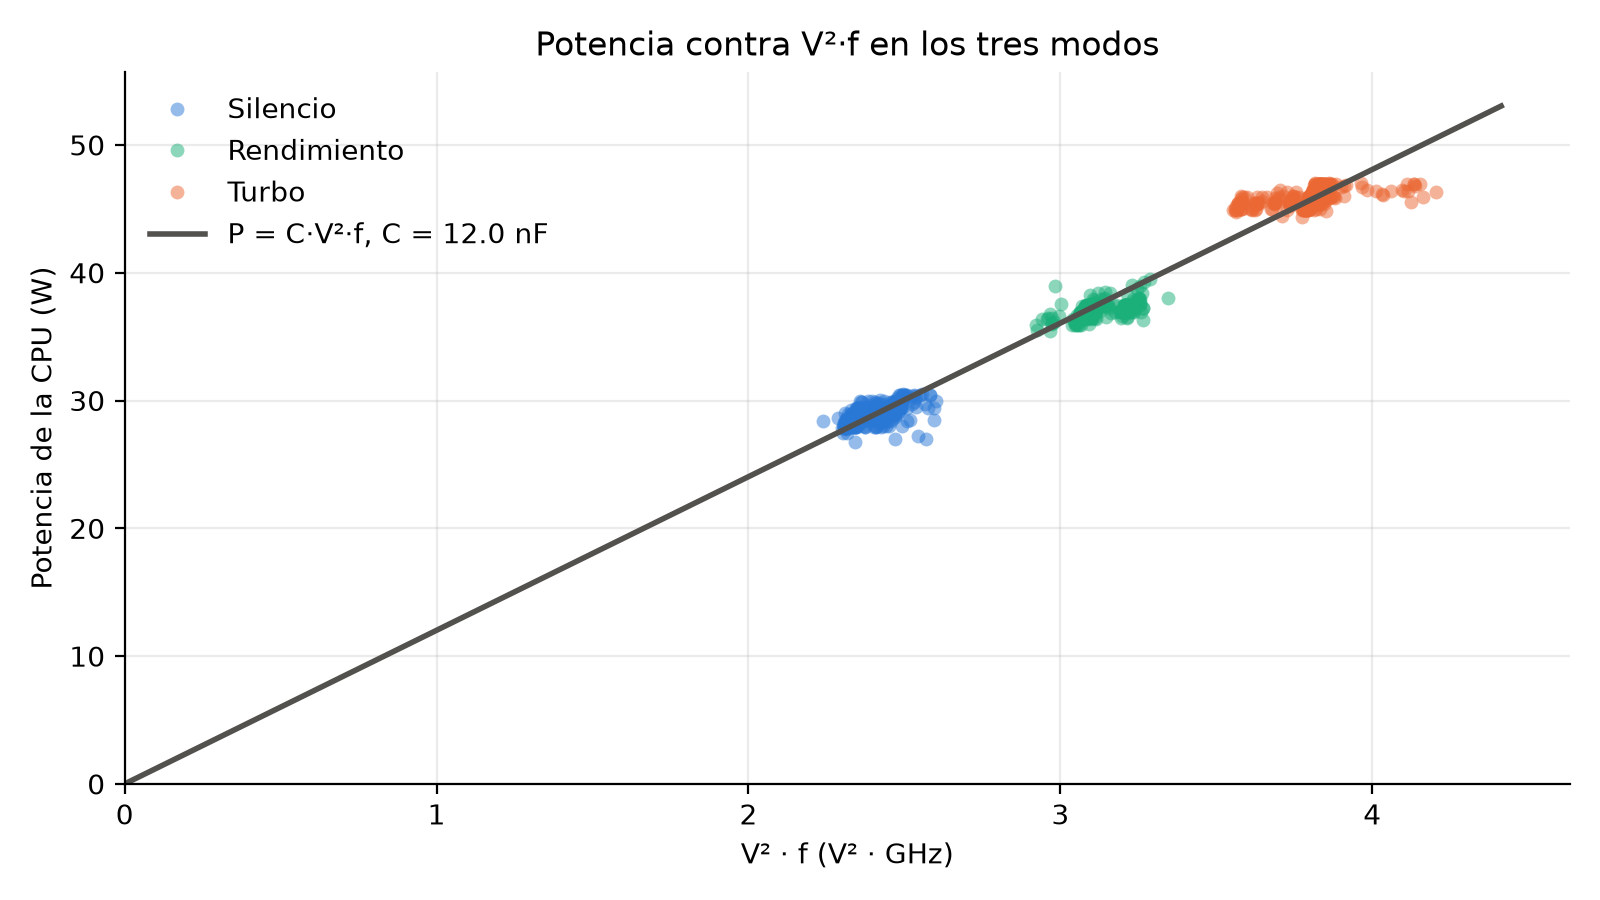 Potencia contra V²·f en los tres modos
Silencio
Rendimiento
Turbo
P = C·V²·f, C = 12.0 nF
Potencia de la CPU (W)
50
40
30
20
10
0
0 1 2 3 4
V² · f (V² · GHz)